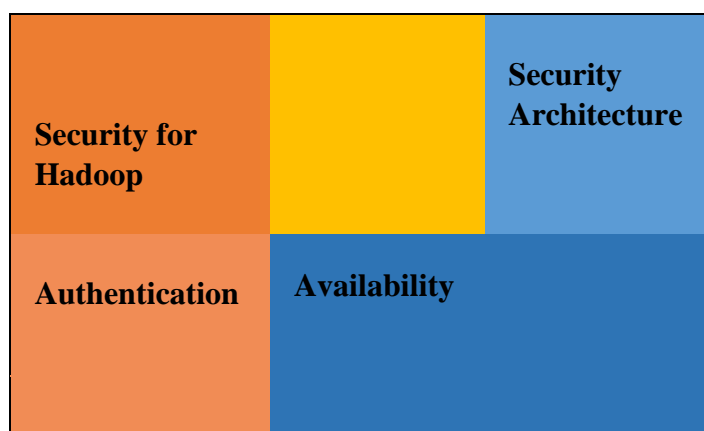 Security for
Hadoop
Security
Architecture
Authentication
Availability